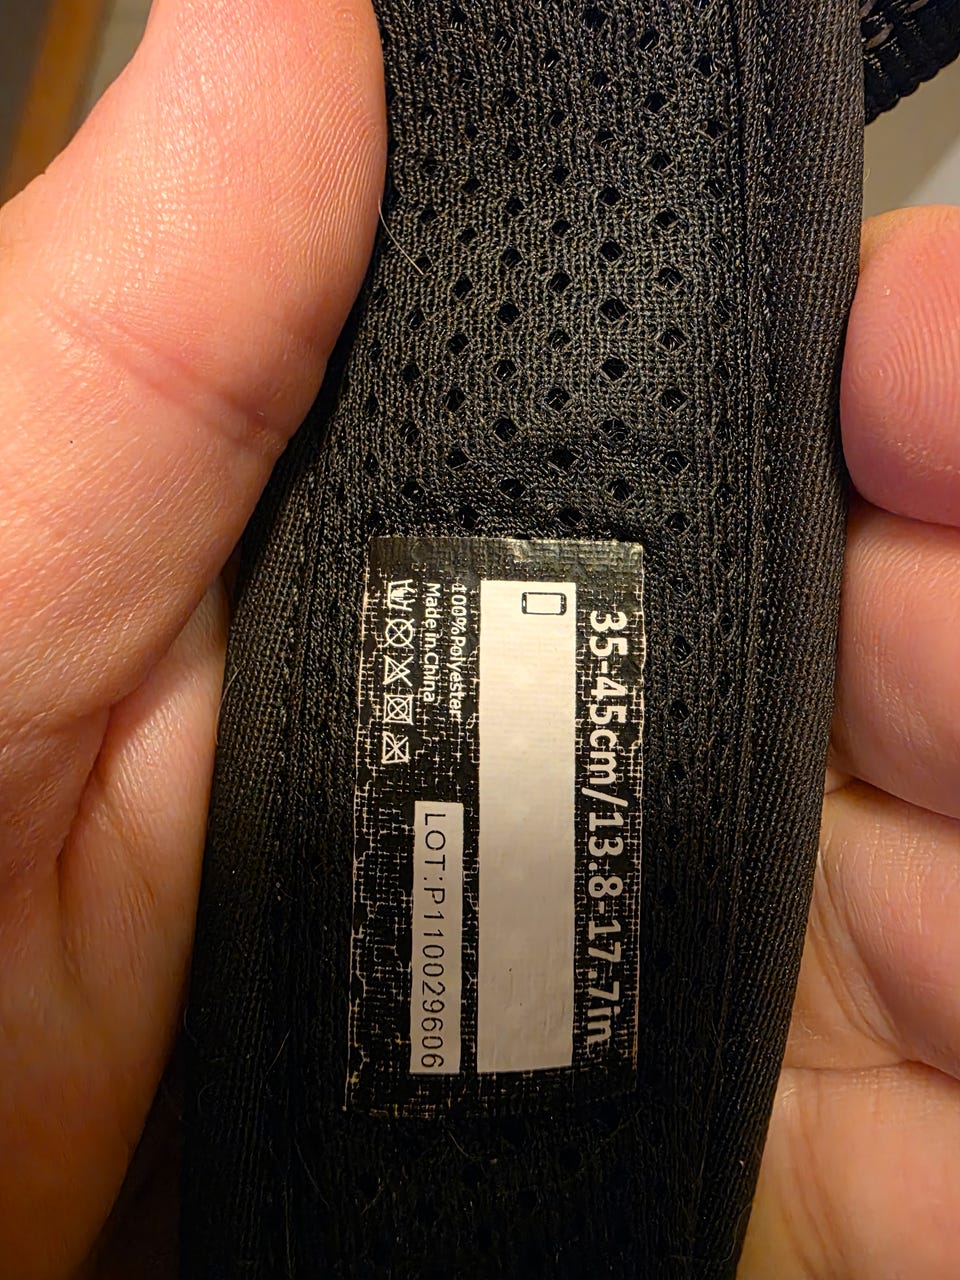 35-45cm/13.8-17.7in
100%Polyester
Made in China
LOT:P110029606